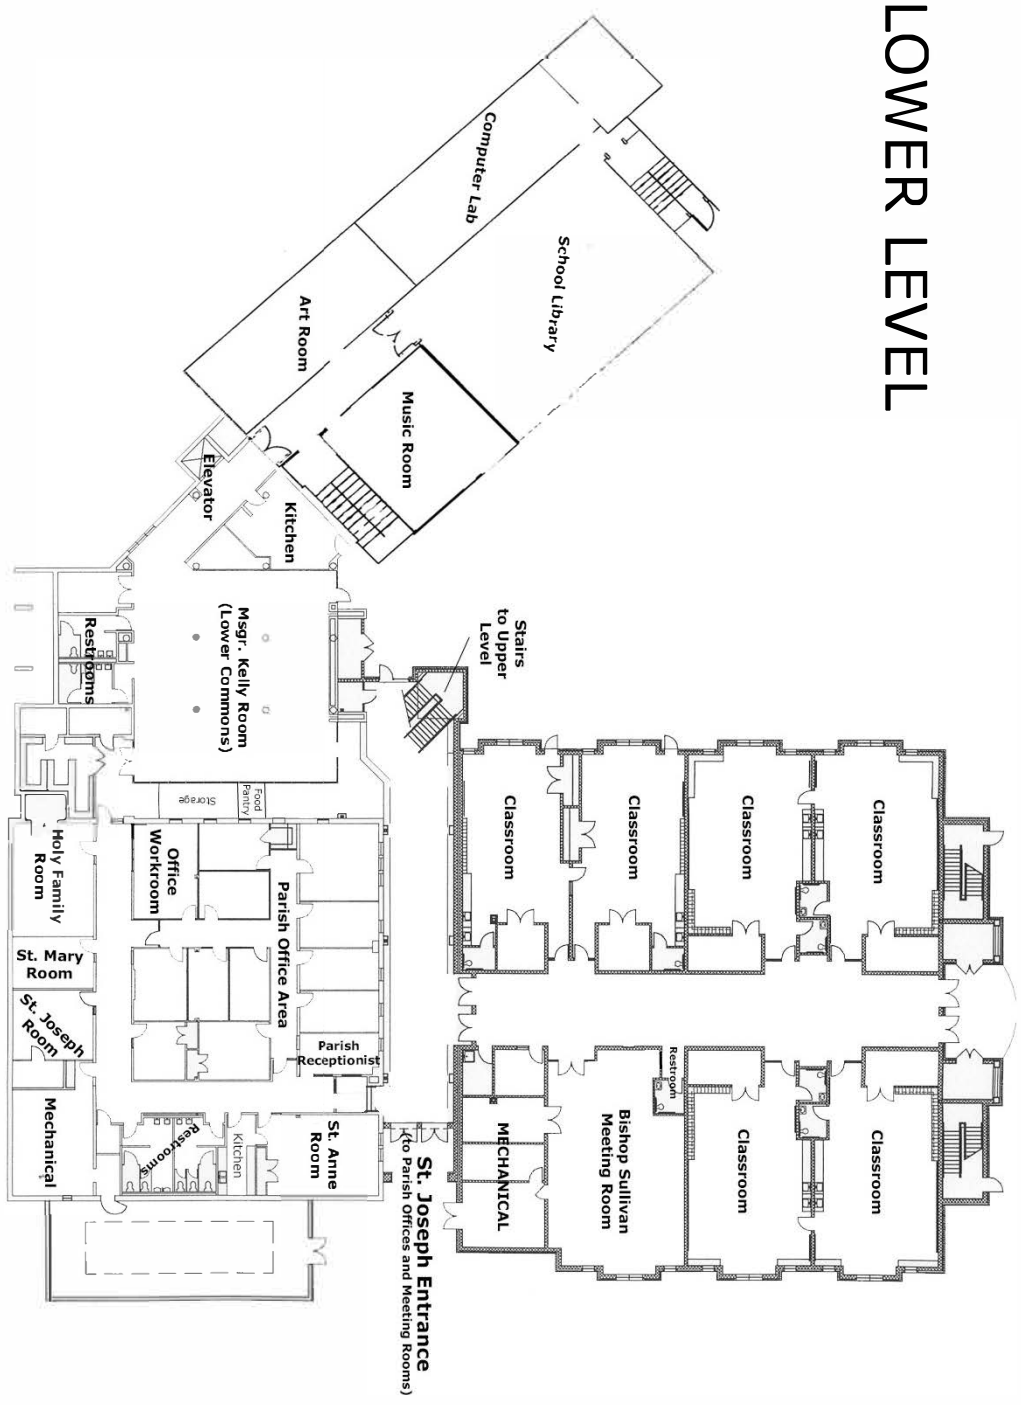 LOWER LEVEL
Computer Lab
School Library
Art Room
Music Room
Elevator
Kitchen
Msgr. Kelly Room
(Lower Commons)
Restrooms
Stairs
to Upper
Level
Storage
Food
Pantry
Classroom
Classroom
Classroom
Classroom
Holy Family
Room
Office
Workroom
Parish Office Area
St. Mary
Room
St. Joseph
Room
Parish
Receptionist
Mechanical
Restrooms
Kitchen
St. Anne
Room
St. Joseph Entrance
(to Parish Offices and Meeting Rooms)
MECHANICAL
Bishop Sullivan
Meeting Room
Restroom
Classroom
Classroom